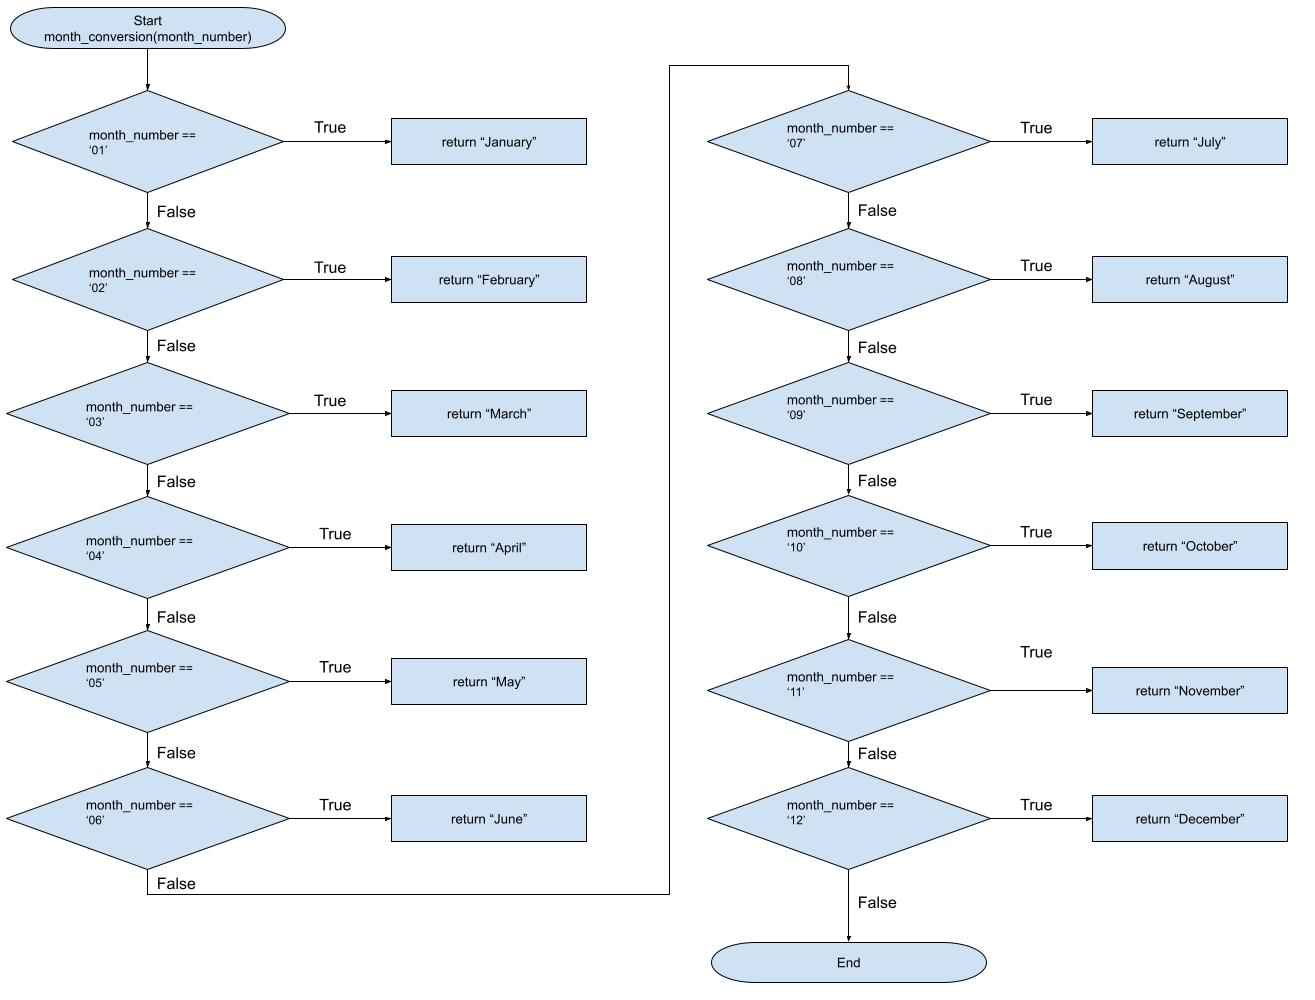 Start
month_conversion(month_number)
month_number ==
‘01’
True
return “January”
False
month_number ==
‘02’
True
return “February”
False
month_number ==
‘03’
True
return “March”
False
month_number ==
‘04’
True
return “April”
False
month_number ==
‘05’
True
return “May”
False
month_number ==
‘06’
True
return “June”
False
month_number ==
‘07’
True
return “July”
False
month_number ==
‘08’
True
return “August”
False
month_number ==
‘09’
True
return “September”
False
month_number ==
‘10’
True
return “October”
False
month_number ==
‘11’
True
return “November”
False
month_number ==
‘12’
True
return “December”
False
End